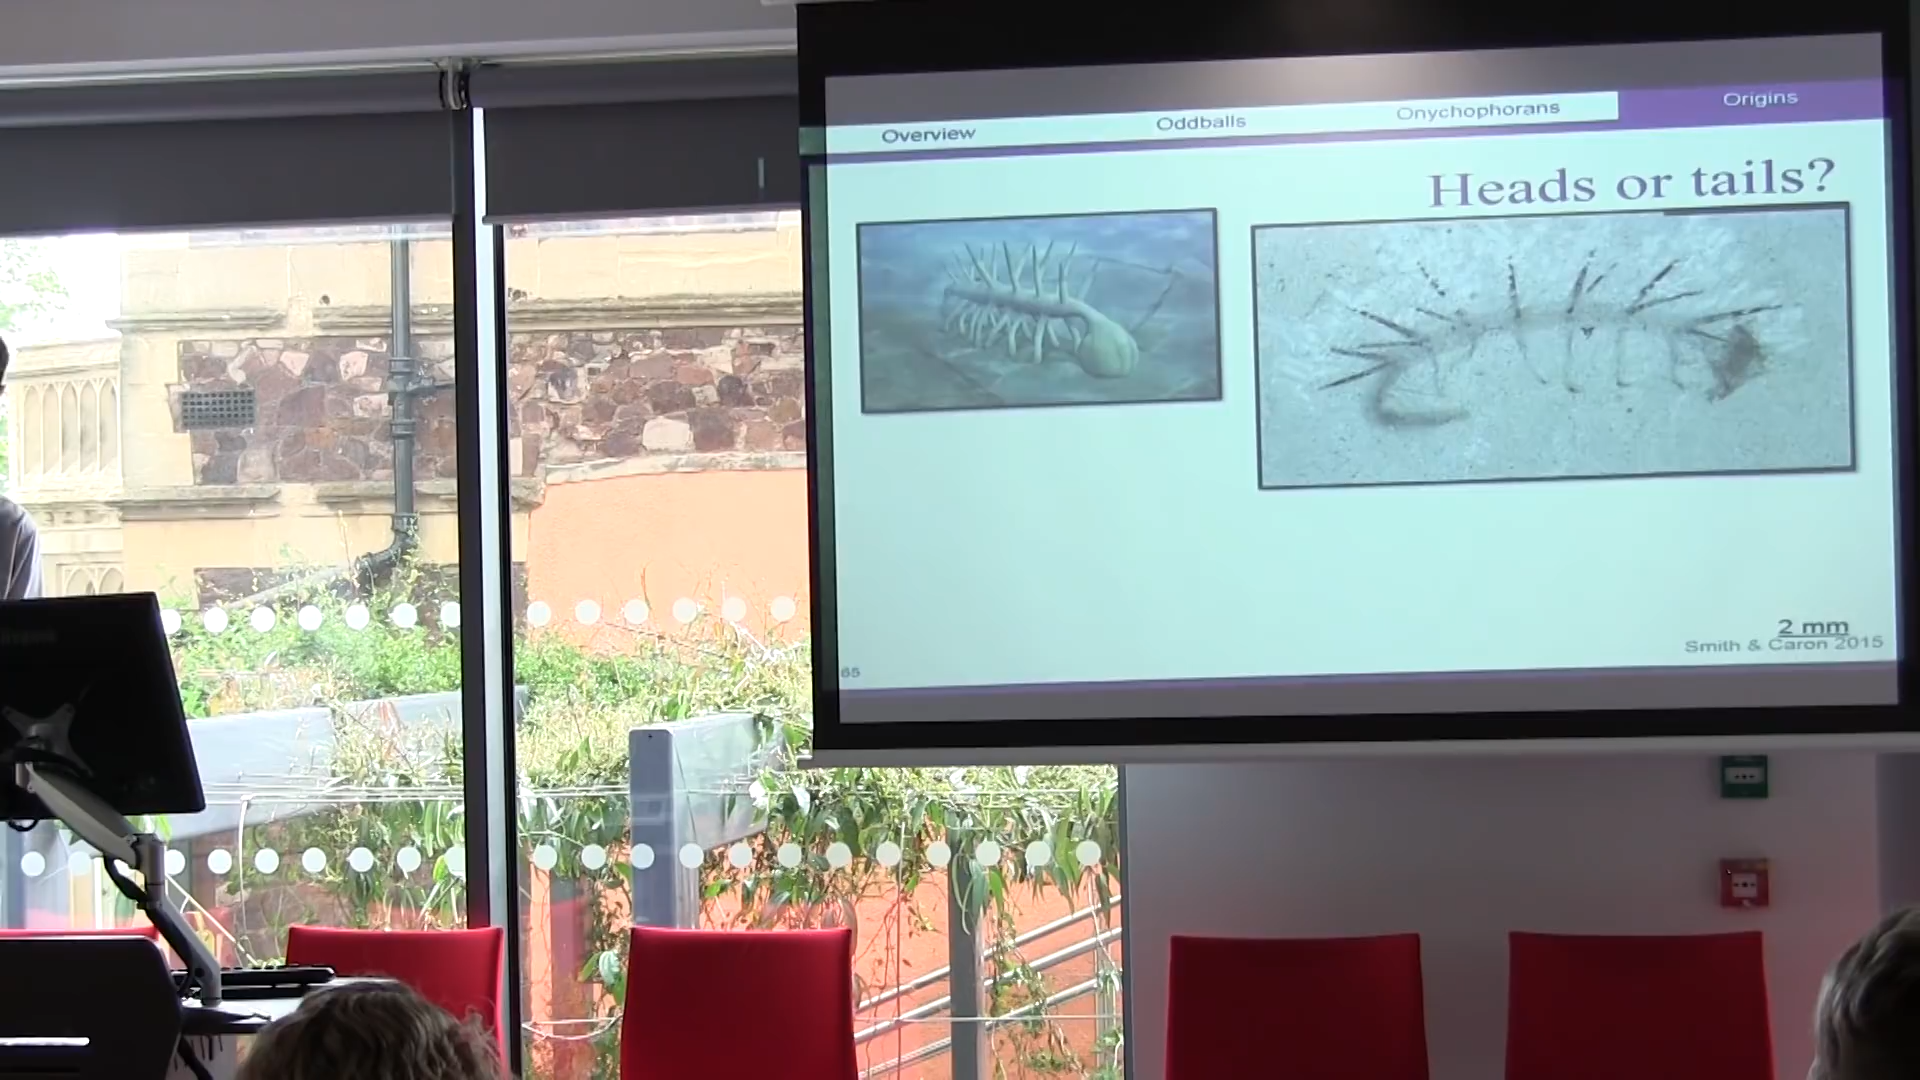 Overview
Oddballs
Onychophorans
Origins
Heads or tails?
2 mm
Smith & Caron 2015
65